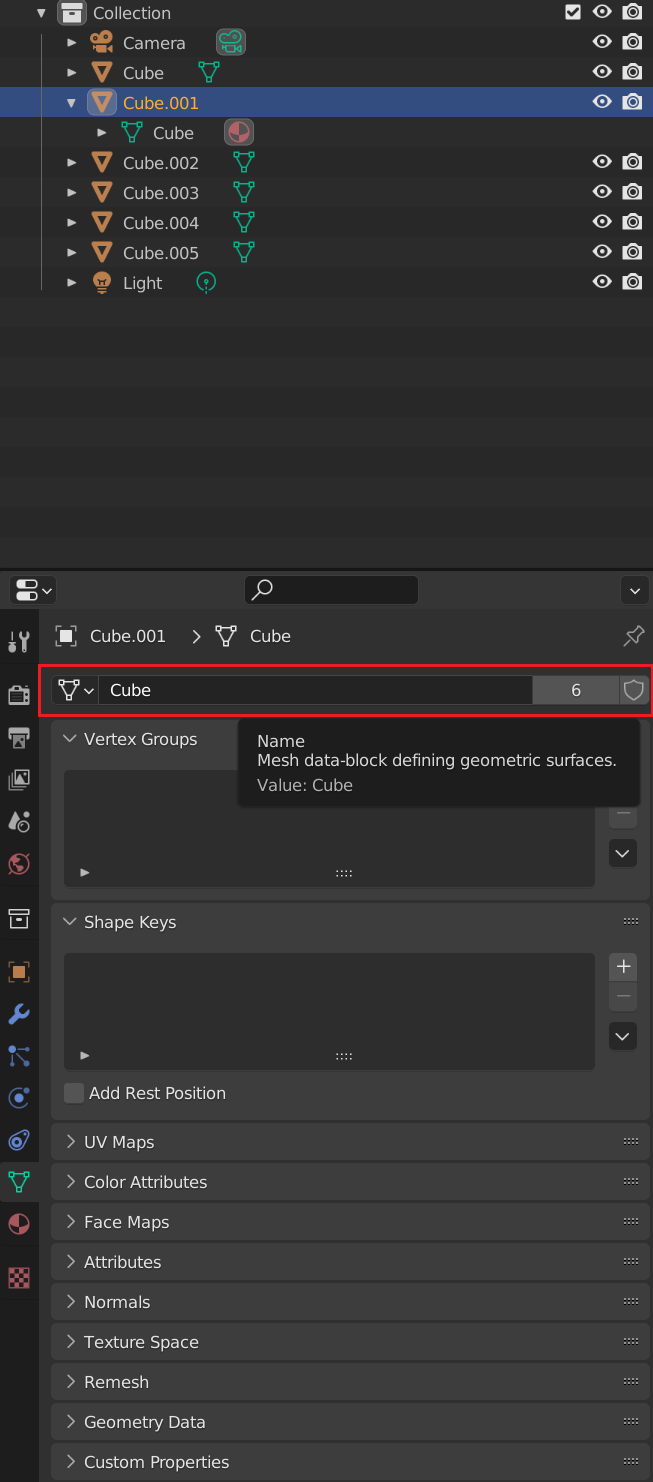 Collection
Camera
Cube
Cube.001
Cube
Cube.002
Cube.003
Cube.004
Cube.005
Light
Cube.001 > Cube
Cube 6
Vertex Groups
Name
Mesh data-block defining geometric surfaces.
Value: Cube
Shape Keys
Add Rest Position
UV Maps
Color Attributes
Face Maps
Attributes
Normals
Texture Space
Remesh
Geometry Data
Custom Properties